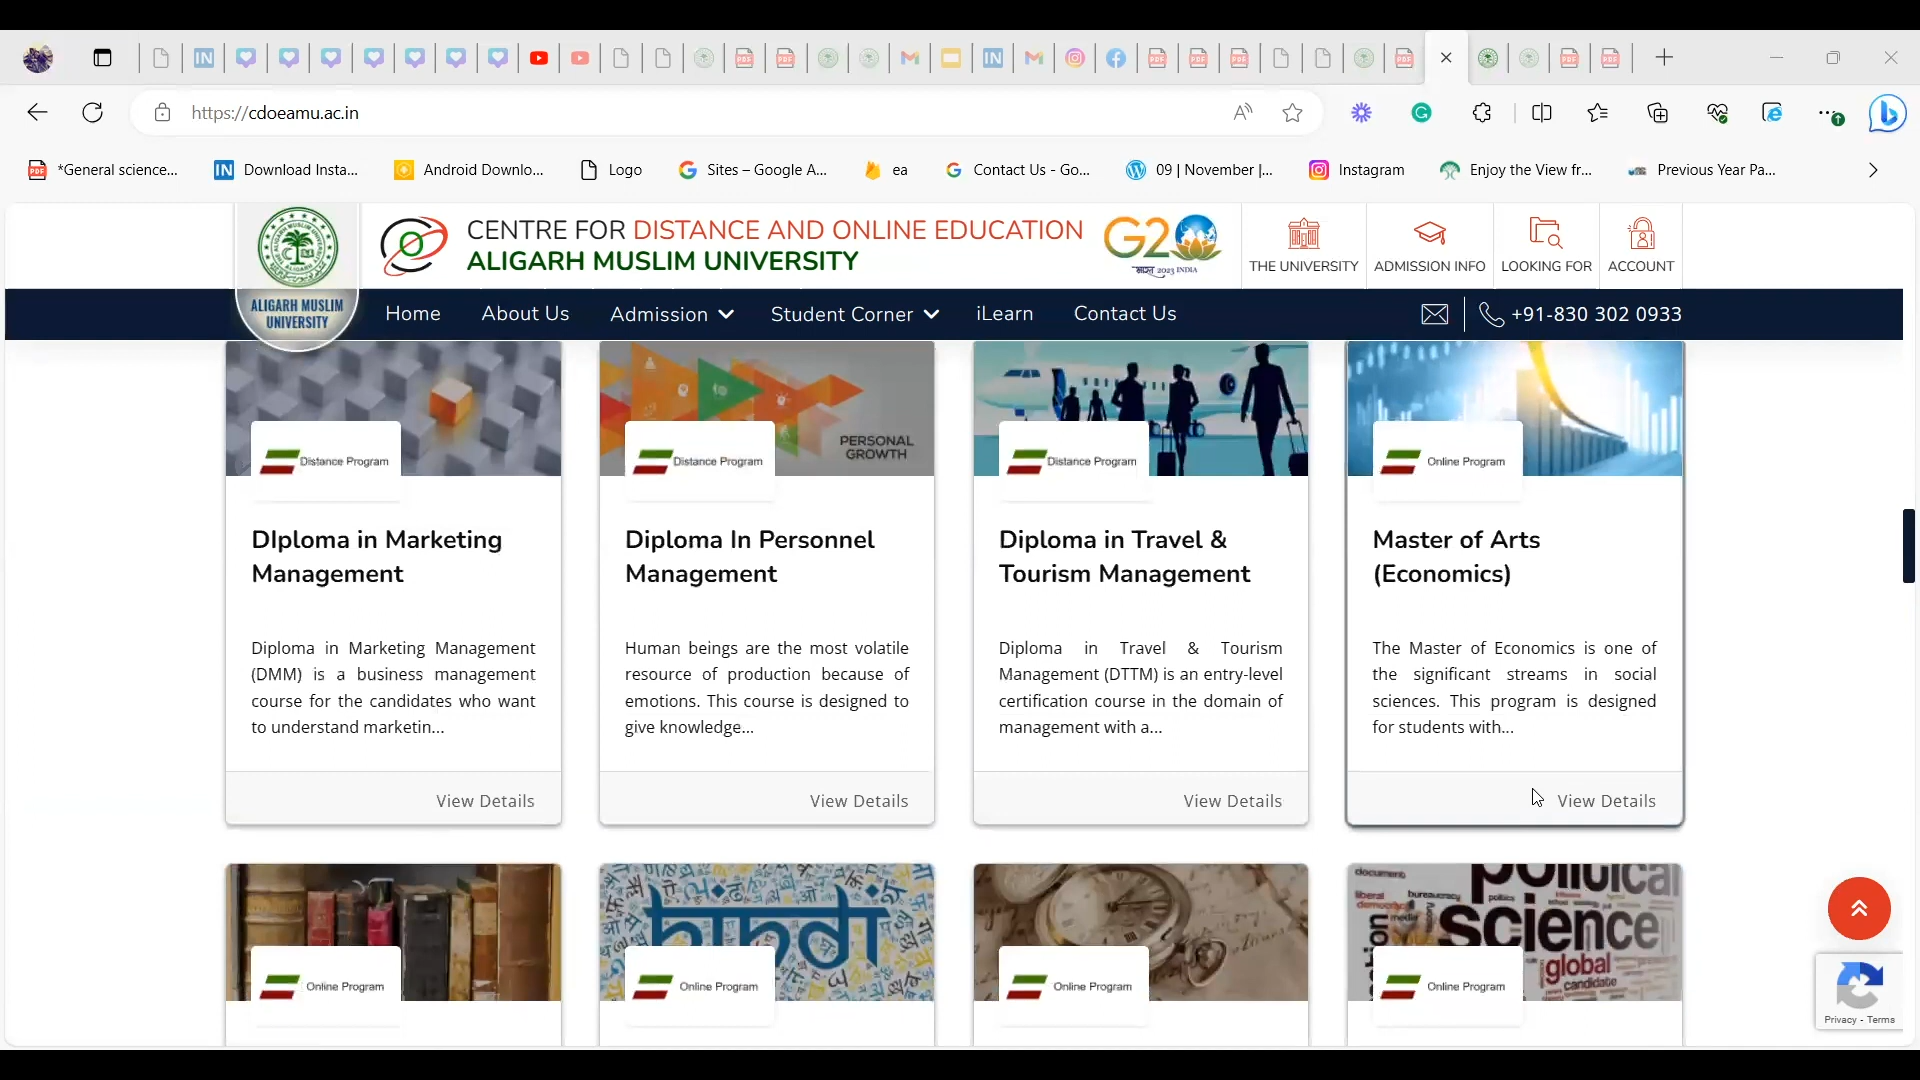 https://cdoeamu.ac.in
*General science...
Download Insta...
Android Downlo...
Logo
Sites – Google A...
ea
Contact Us - Go...
09 | November |...
Instagram
Enjoy the View fr...
Previous Year Pa...
CENTRE FOR DISTANCE AND ONLINE EDUCATION
ALIGARH MUSLIM UNIVERSITY
G20
भारत 2023 INDIA
THE UNIVERSITY
ADMISSION INFO
LOOKING FOR
ACCOUNT
ALIGARH MUSLIM
UNIVERSITY
Home
About Us
Admission
Student Corner
iLearn
Contact Us
+91-830 302 0933
PERSONAL
GROWTH
Distance Program
Distance Program
Distance Program
Online Program
DIploma in Marketing
Management
Diploma In Personnel
Management
Diploma in Travel &
Tourism Management
Master of Arts
(Economics)
Diploma in Marketing Management
(DMM) is a business management
course for the candidates who want
to understand marketin...
Human beings are the most volatile
resource of production because of
emotions. This course is designed to
give knowledge...
Diploma in Travel &
Management (DTTM) is an entry-level
certification course in the domain of
management with a...
The Master of Economics is one of
the significant streams in social
sciences. This program is designed
for students with...
View Details
View Details
View Details
View Details
hindi
political
science
global
candidate
bureaucracy
liberal
media
Online Program
Online Program
Online Program
Online Program
Privacy - Terms